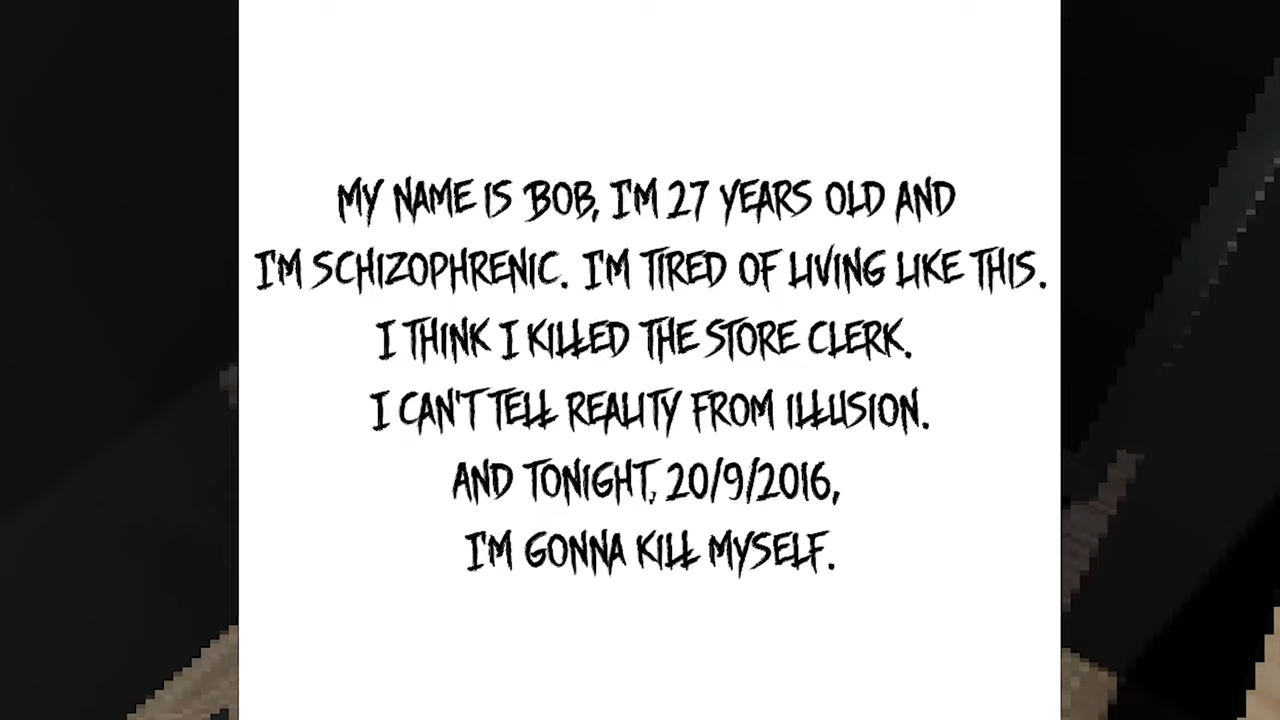 MY NAME IS BOB, I'M 27 YEARS OLD AND
I'M SCHIZOPHRENIC. I'M TIRED OF LIVING LIKE THIS.
I THINK I KILLED THE STORE CLERK.
I CAN'T TELL REALITY FROM ILLUSION.
AND TONIGHT, 20/9/2016,
I'M GONNA KILL MYSELF.